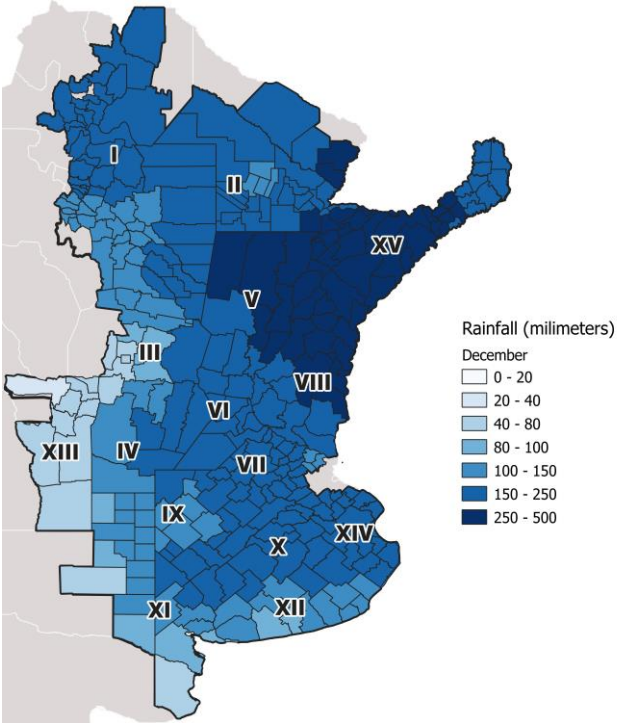 I
II
XV
V
III
VIII
VI
XIII
IV
VII
IX
XIV
X
XI
XII
Rainfall (milimeters)
December
0 - 20
20 - 40
40 - 80
80 - 100
100 - 150
150 - 250
250 - 500